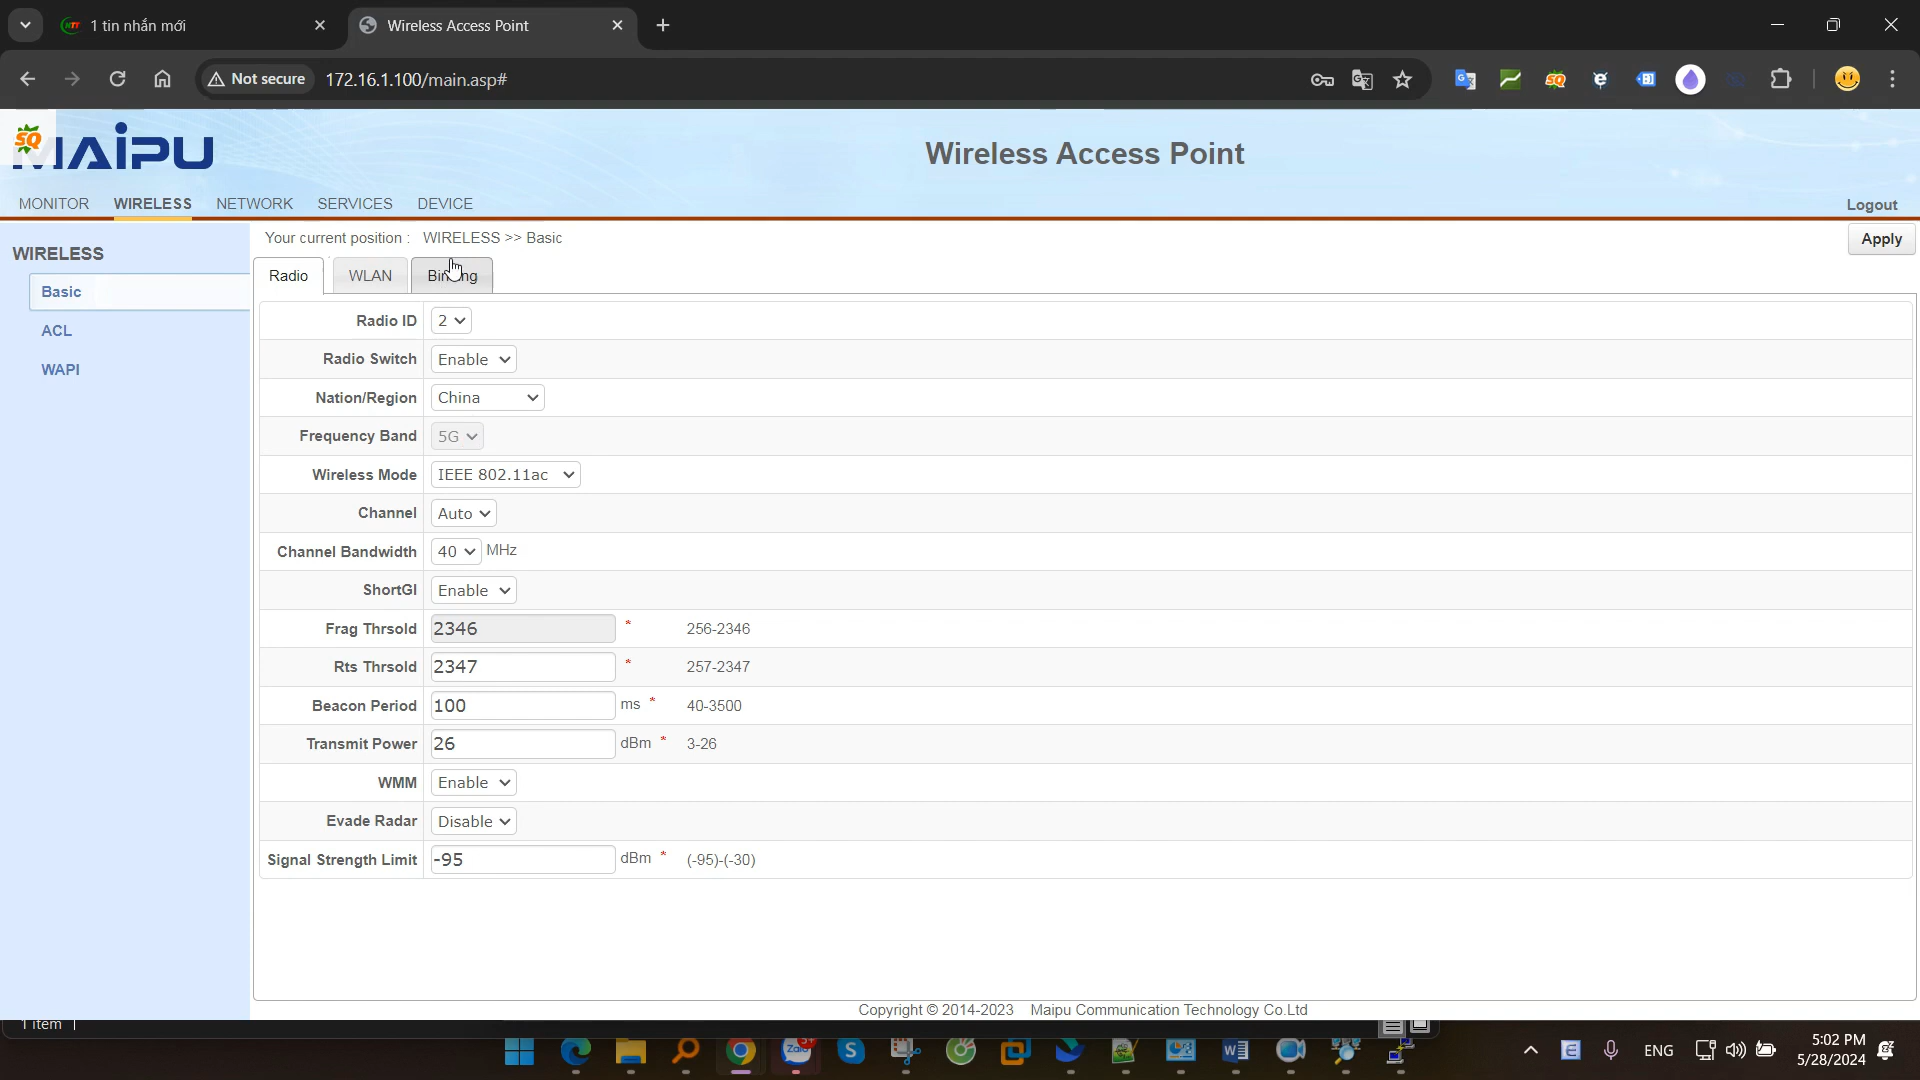 1 tin nhắn mới
Wireless Access Point
Not secure
172.16.1.100/main.asp#
SQ
MAIPU
Wireless Access Point
MONITOR WIRELESS NETWORK SERVICES DEVICE
Logout
WIRELESS
Basic
ACL
WAPI
Your current position : WIRELESS >> Basic
Apply
Radio WLAN Binding
Radio ID 2
Radio Switch Enable
Nation/Region China
Frequency Band 5G
Wireless Mode IEEE 802.11ac
Channel Auto
Channel Bandwidth 40 MHz
ShortGI Enable
Frag Thrsold 2346 * 256-2346
Rts Thrsold 2347 * 257-2347
Beacon Period 100 ms * 40-3500
Transmit Power 26 dBm * 3-26
WMM Enable
Evade Radar Disable
Signal Strength Limit -95 dBm * (-95)-(-30)
Copyright © 2014-2023 Maipu Communication Technology Co.Ltd
1 item
Zalo 5+
ENG
5:02 PM
5/28/2024